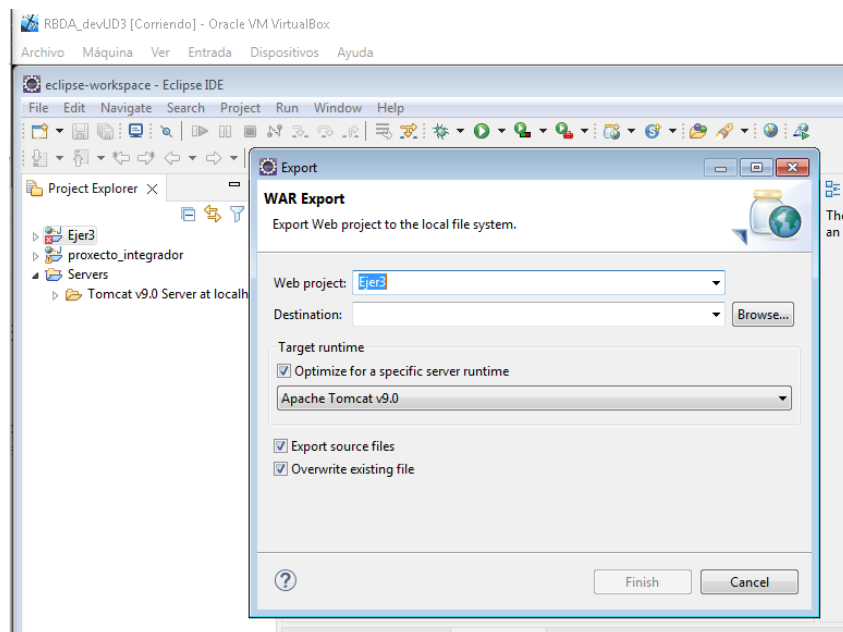 RBDA_devUD3 [Corriendo] - Oracle VM VirtualBox
Archivo Máquina Ver Entrada Dispositivos Ayuda
eclipse-workspace - Eclipse IDE
File Edit Navigate Search Project Run Window Help
Export
Project Explorer
WAR Export
Export Web project to the local file system.
The
an
Ejer3
proxecto_integrador
Servers
Tomcat v9.0 Server at localh
Web project: Ejer3
Destination: Browse...
Target runtime
Optimize for a specific server runtime
Apache Tomcat v9.0
Export source files
Overwrite existing file
? Finish Cancel